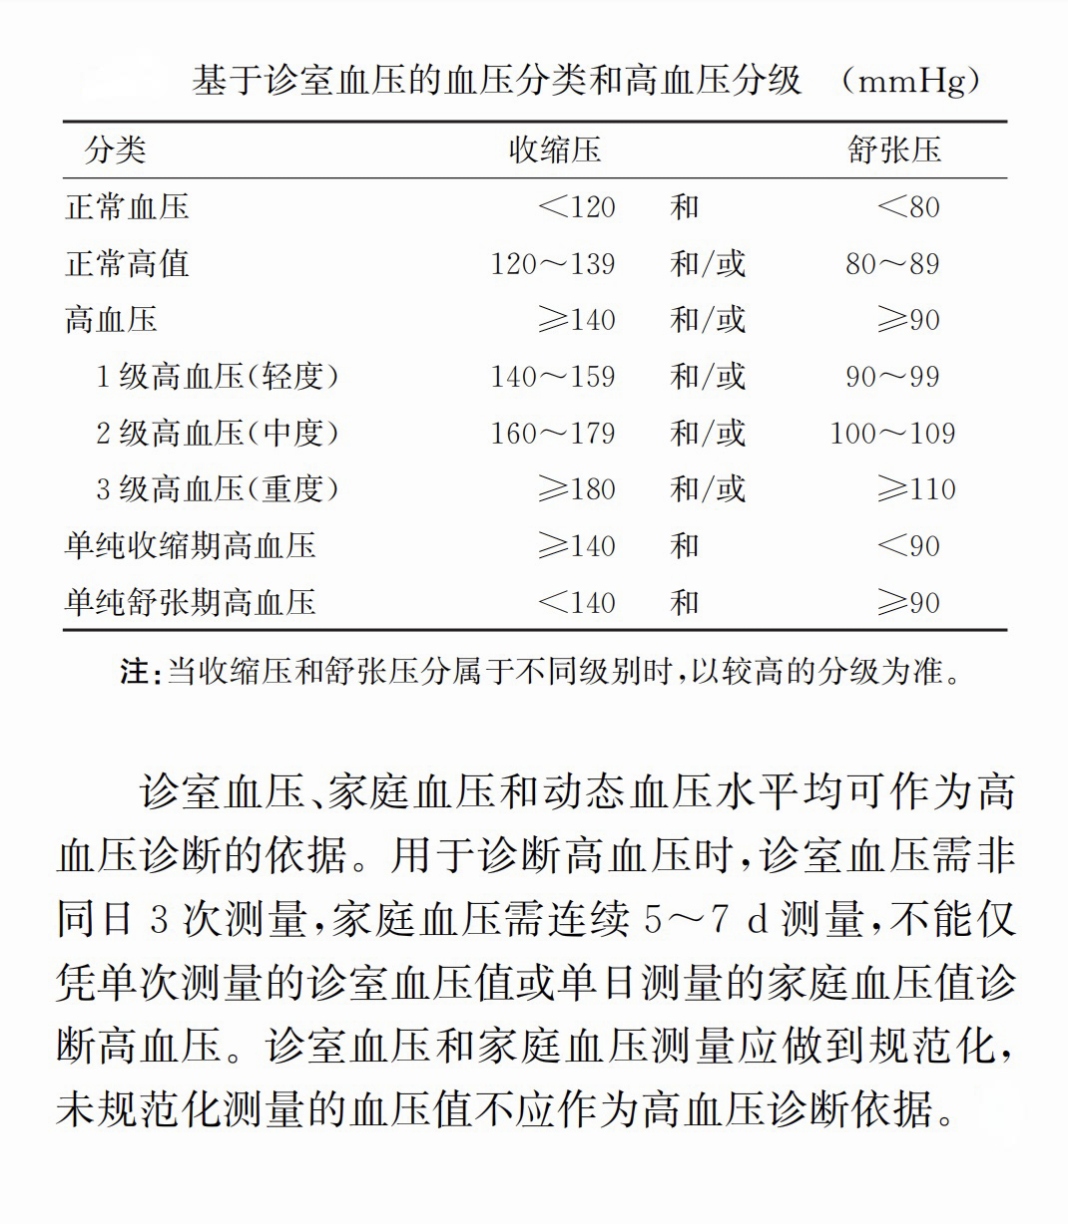 基于诊室血压的血压分类和高血压分级 (mmHg)
分类 收缩压 舒张压
正常血压 <120 和 <80
正常高值 120～139 和/或 80～89
高血压 ⩾140 和/或 ⩾90
1 级高血压(轻度) 140～159 和/或 90～99
2 级高血压(中度) 160～179 和/或 100～109
3 级高血压(重度) ⩾180 和/或 ⩾110
单纯收缩期高血压 ⩾140 和 <90
单纯舒张期高血压 <140 和 ⩾90
注:当收缩压和舒张压分属于不同级别时,以较高的分级为准。
诊室血压、家庭血压和动态血压水平均可作为高
血压诊断的依据。用于诊断高血压时,诊室血压需非
同日 3 次测量,家庭血压需连续 5～7 d 测量,不能仅
凭单次测量的诊室血压值或单日测量的家庭血压值诊
断高血压。诊室血压和家庭血压测量应做到规范化,
未规范化测量的血压值不应作为高血压诊断依据。